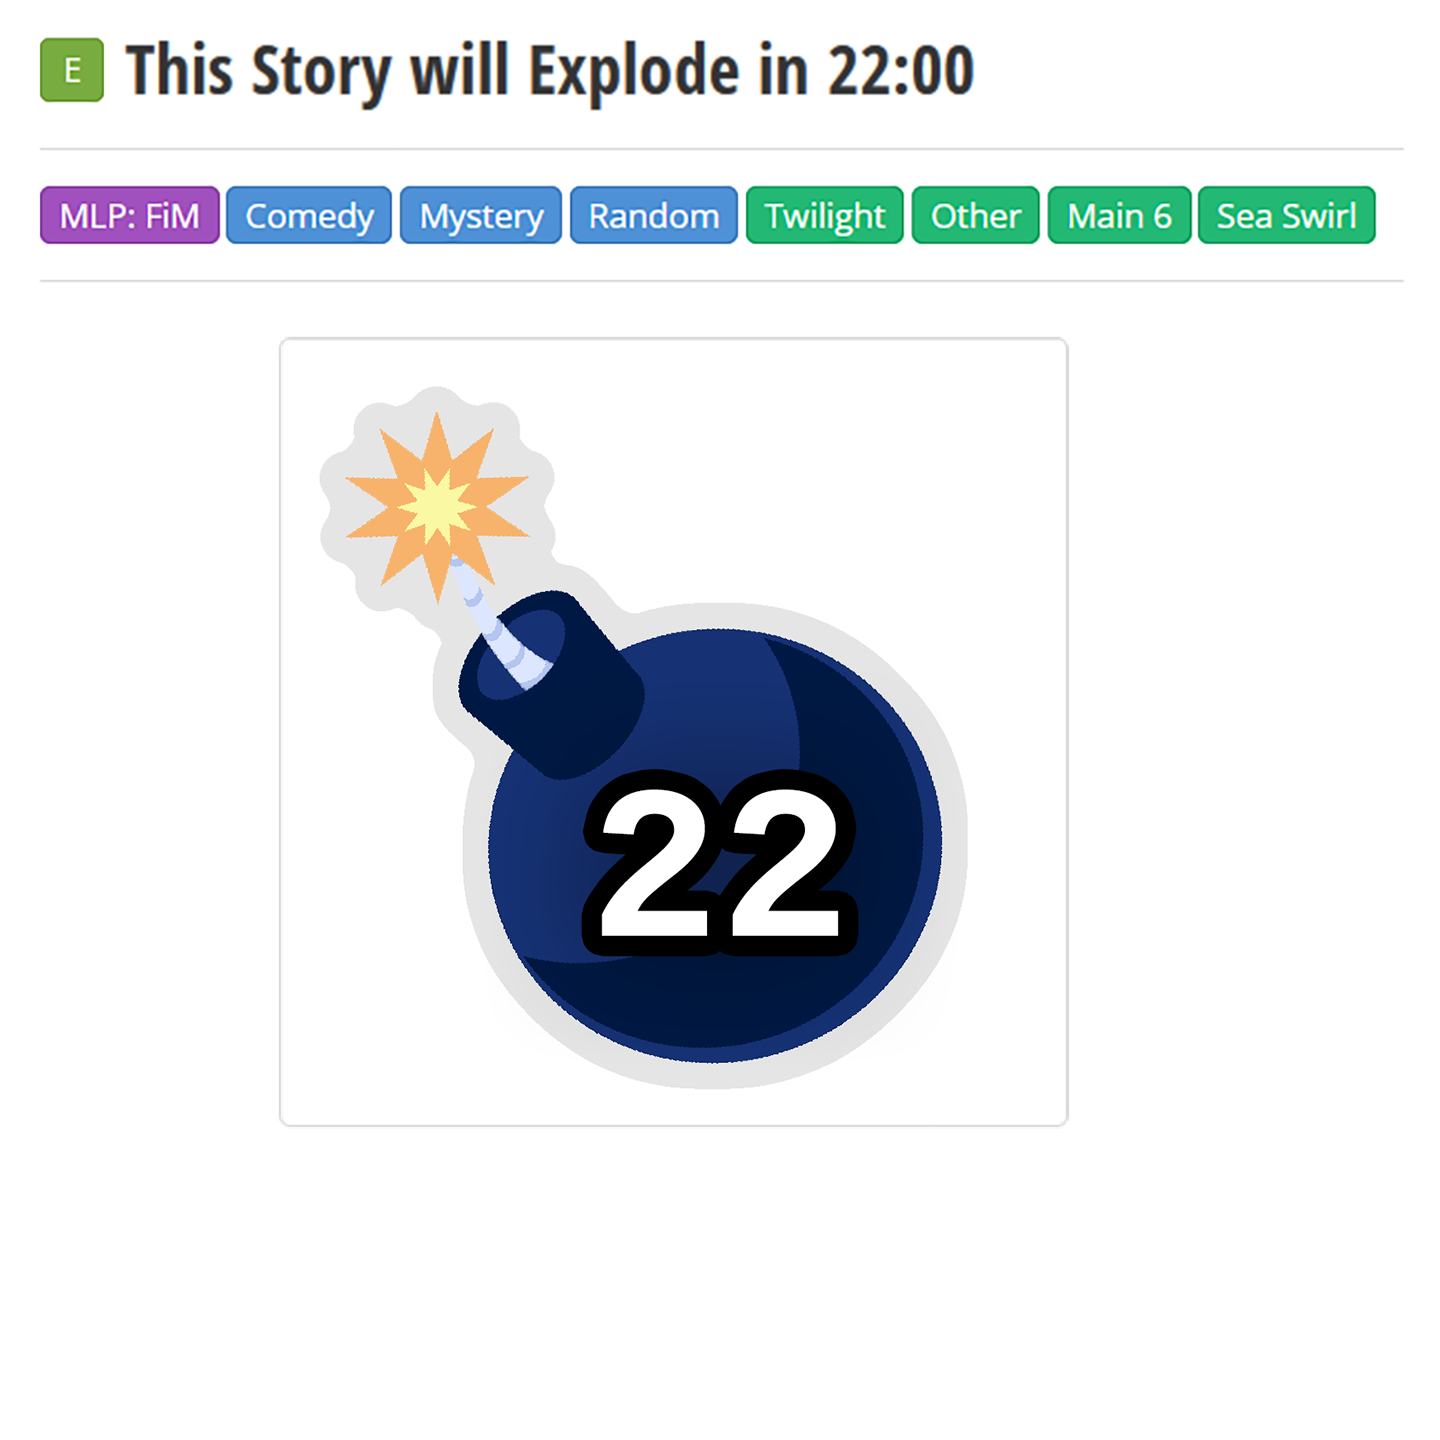 E This Story will Explode in 22:00
MLP: FiM Comedy Mystery Random Twilight Other Main 6 Sea Swirl
22